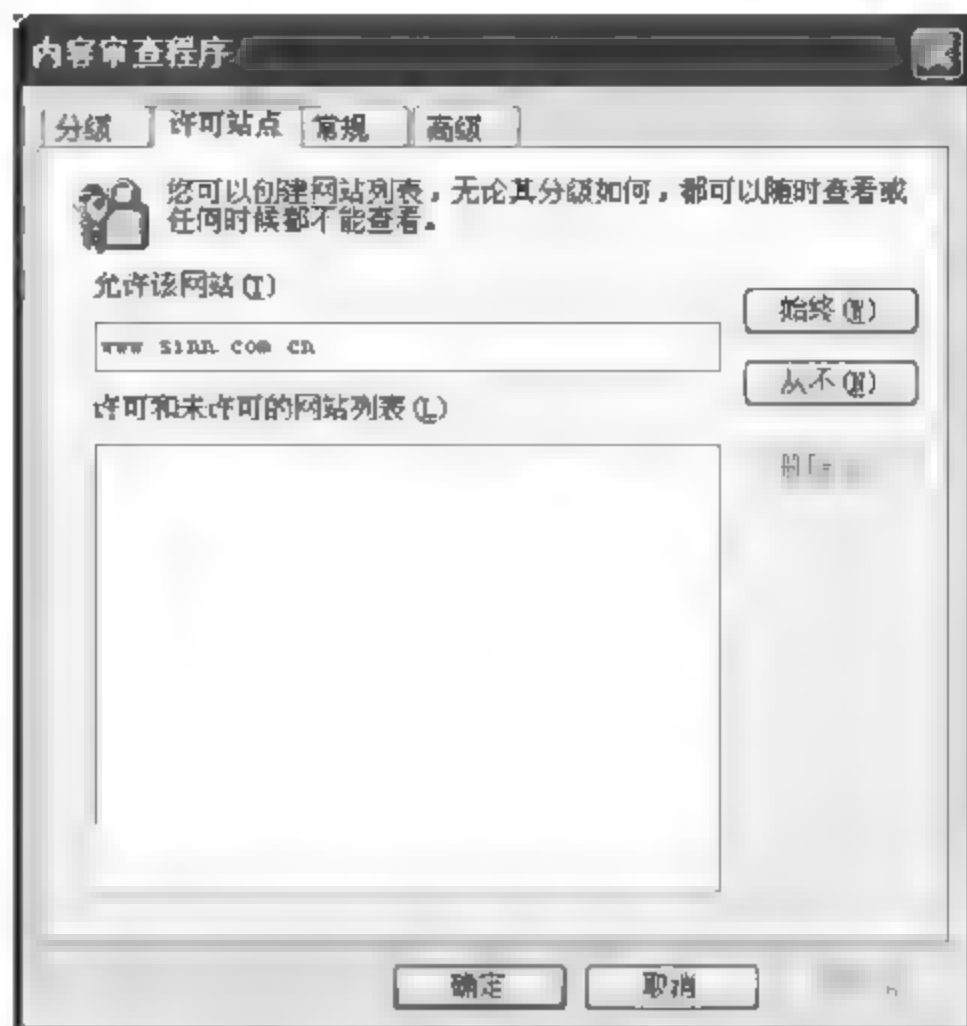 内容审查程序
分级 许可站点 常规 高级
您可以创建网站列表，无论其分级如何，都可以随时查看或
任何时候都不能查看。
允许该网站(T)
始终(W)
www sinn com cn
从不(N)
许可和未许可的网站列表(L)
确定 取消